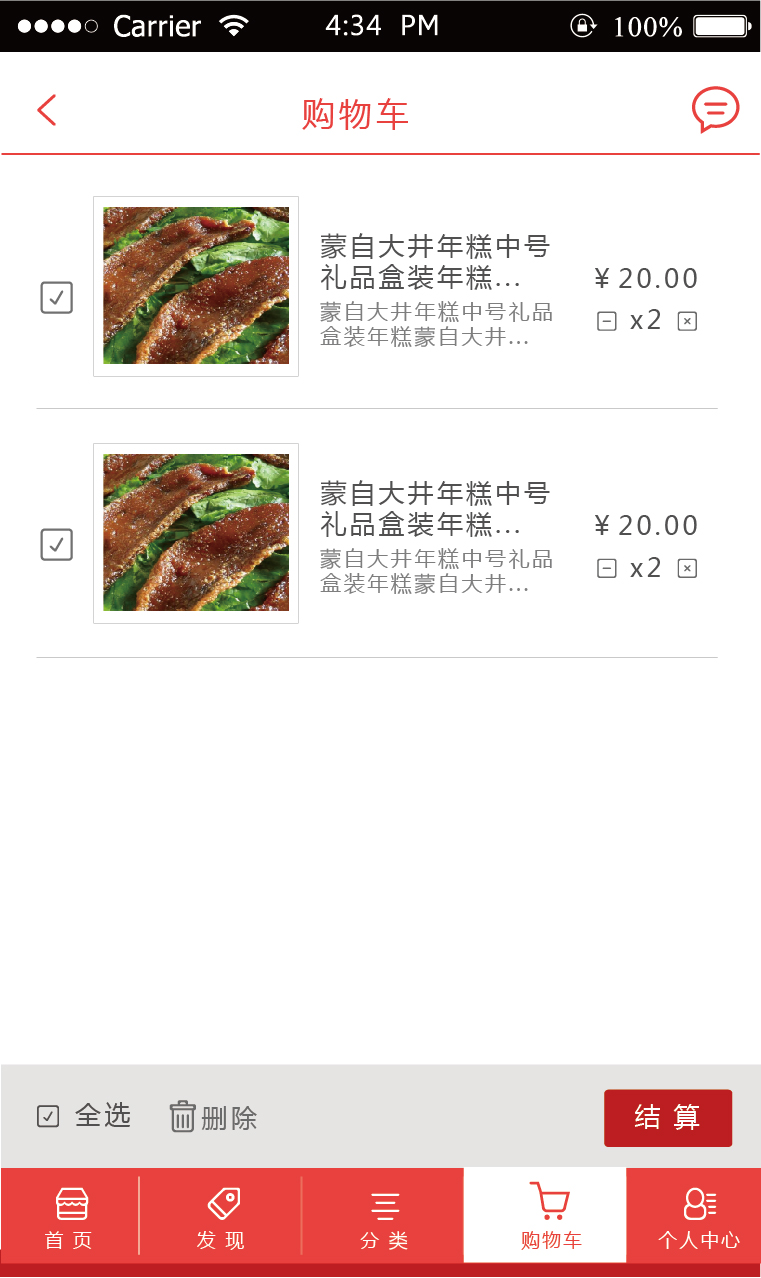 Carrier 4:34 PM 100%
购物车
蒙自大井年糕中号
礼品盒装年糕...
蒙自大井年糕中号礼品
盒装年糕蒙自大井...
¥ 20.00
x2
蒙自大井年糕中号
礼品盒装年糕...
蒙自大井年糕中号礼品
盒装年糕蒙自大井...
¥ 20.00
x2
全选 删除 结算
首页 发现 分类 购物车 个人中心